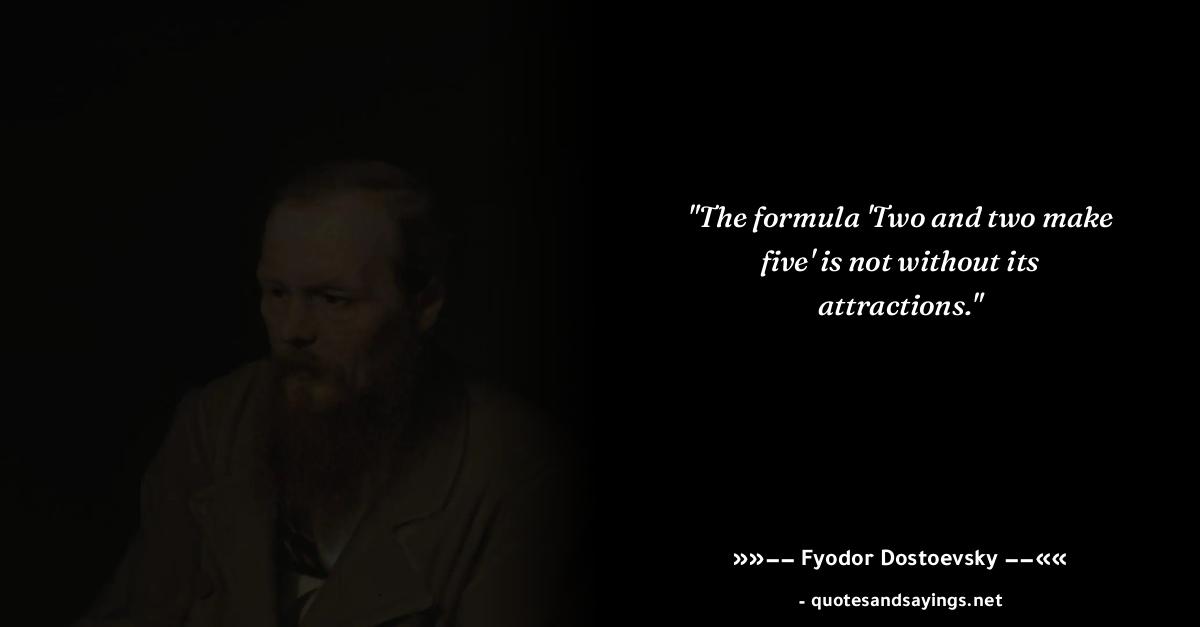 "The formula 'Two and two make
five' is not without its
attractions."
»»−− Fyodor Dostoevsky −−««
- quotesandsayings.net